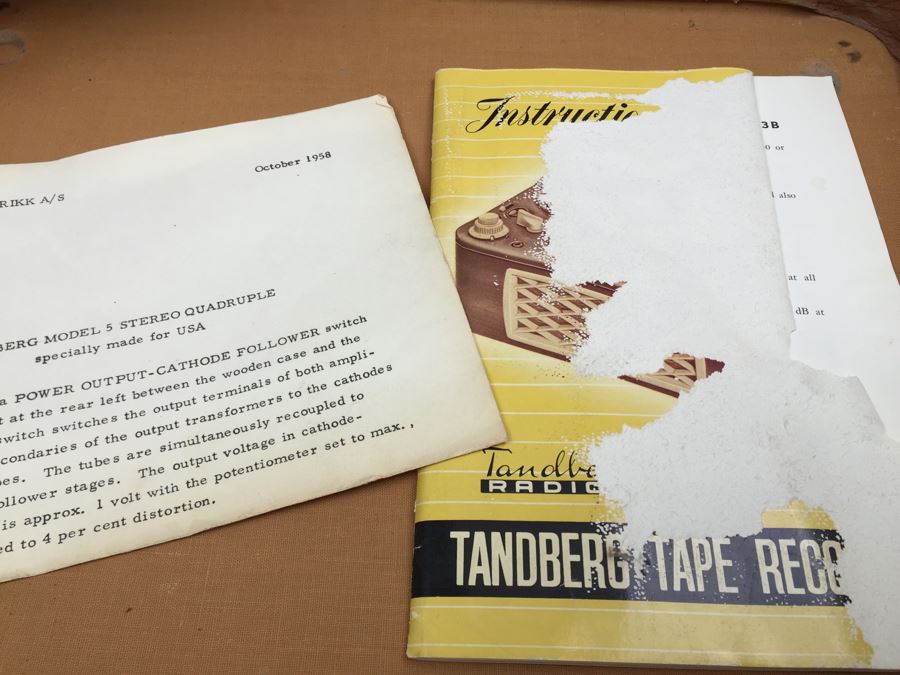 October 1958
RIKK A/S
BERG MODEL 5 STEREO QUADRUPLE
specially made for USA
a POWER OUTPUT-CATHODE FOLLOWER switch
t at the rear left between the wooden case and the
switch switches the output terminals of both ampli-
condaries of the output transformers to the cathodes
bes. The tubes are simultaneously recoupled to
ollower stages. The output voltage in cathode-
is approx. 1 volt with the potentiometer set to max.,
ed to 4 per cent distortion.
Instructio
Tandbe
RADIO
TANDBERG TAPE RECO
3B
0 or
also
at all
dB at